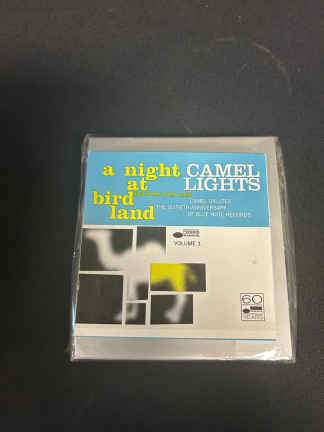 a night
at
bird
land
CAMEL
LIGHTS
CAMEL SALUTES
THE SIXTIETH ANNIVERSARY
OF BLUE NOTE RECORDS
VOLUME 1
60
YEARS